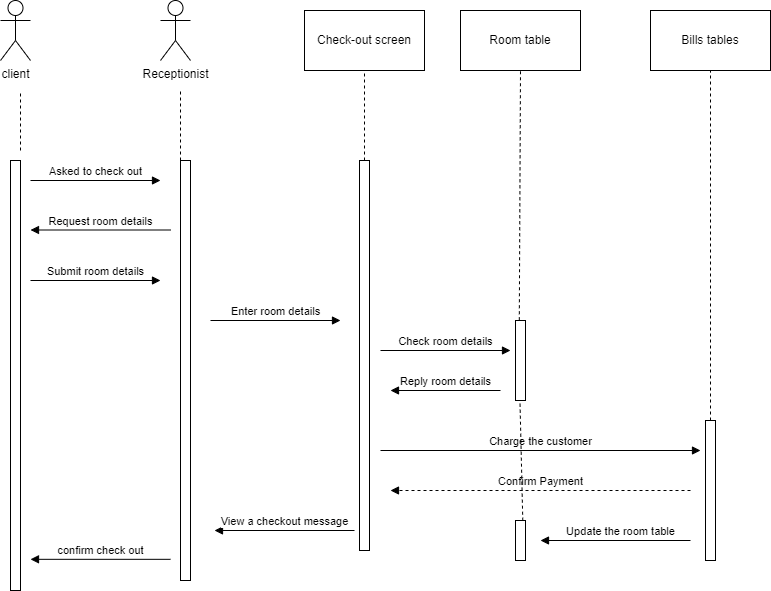 client
Receptionist
Check-out screen
Room table
Bills tables
Asked to check out
Request room details
Submit room details
Enter room details
Check room details
Reply room details
Charge the customer
Confirm Payment
View a checkout message
Update the room table
confirm check out